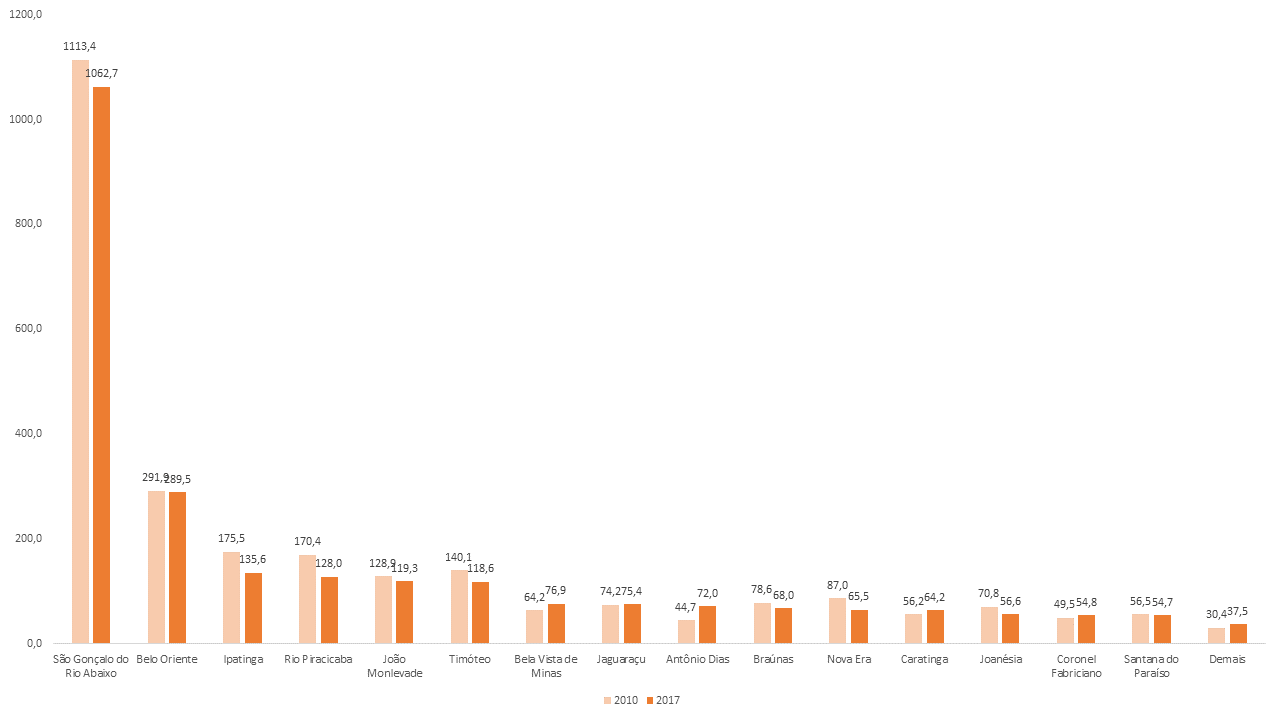 1200,0
1000,0
800,0
600,0
400,0
200,0
0,0
1113,4
1062,7
291,9
289,5
175,5
135,6
170,4
128,0
128,9
119,3
140,1
118,6
64,2
76,9
74,2
75,4
44,7
72,0
78,6
68,0
87,0
65,5
56,2
64,2
70,8
56,6
49,5
54,8
56,5
54,7
30,4
37,5
São Gonçalo do
Rio Abaixo
Belo Oriente
Ipatinga
Rio Piracicaba
João
Monlevade
Timóteo
Bela Vista de
Minas
Jaguaraçu
Antônio Dias
Braúnas
Nova Era
Caratinga
Joanésia
Coronel
Fabriciano
Santana do
Paraíso
Demais
2010
2017